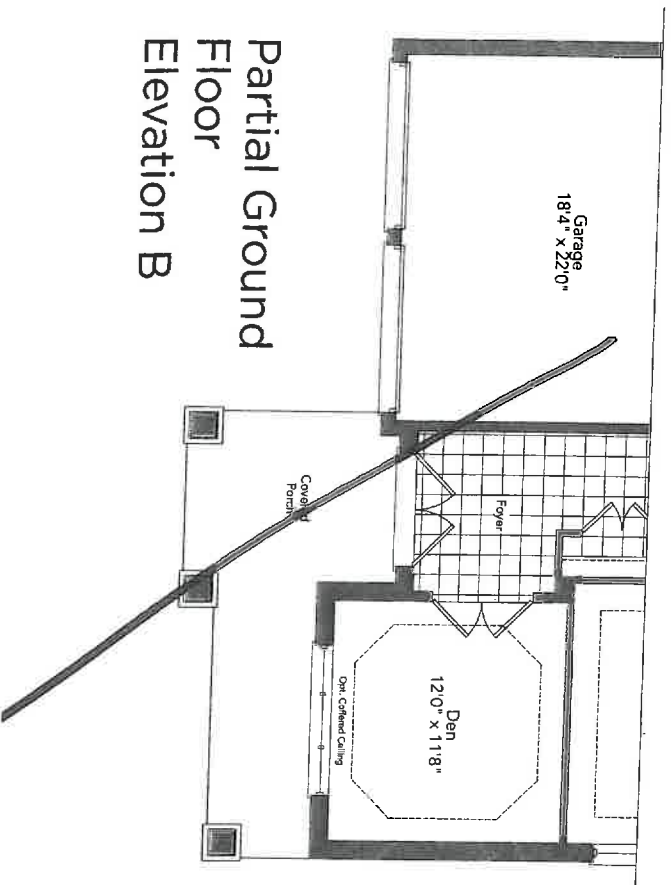 Garage
18'4" x 22'0"
Foyer
Covered
Porch
Den
12'0" x 11'8"
Opt. Coffered Ceiling
Partial Ground
Floor
Elevation B